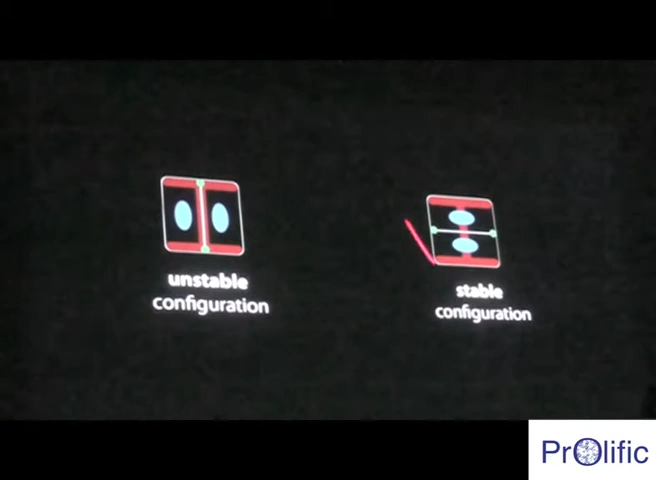 unstable
configuration
stable
configuration
PrOlific